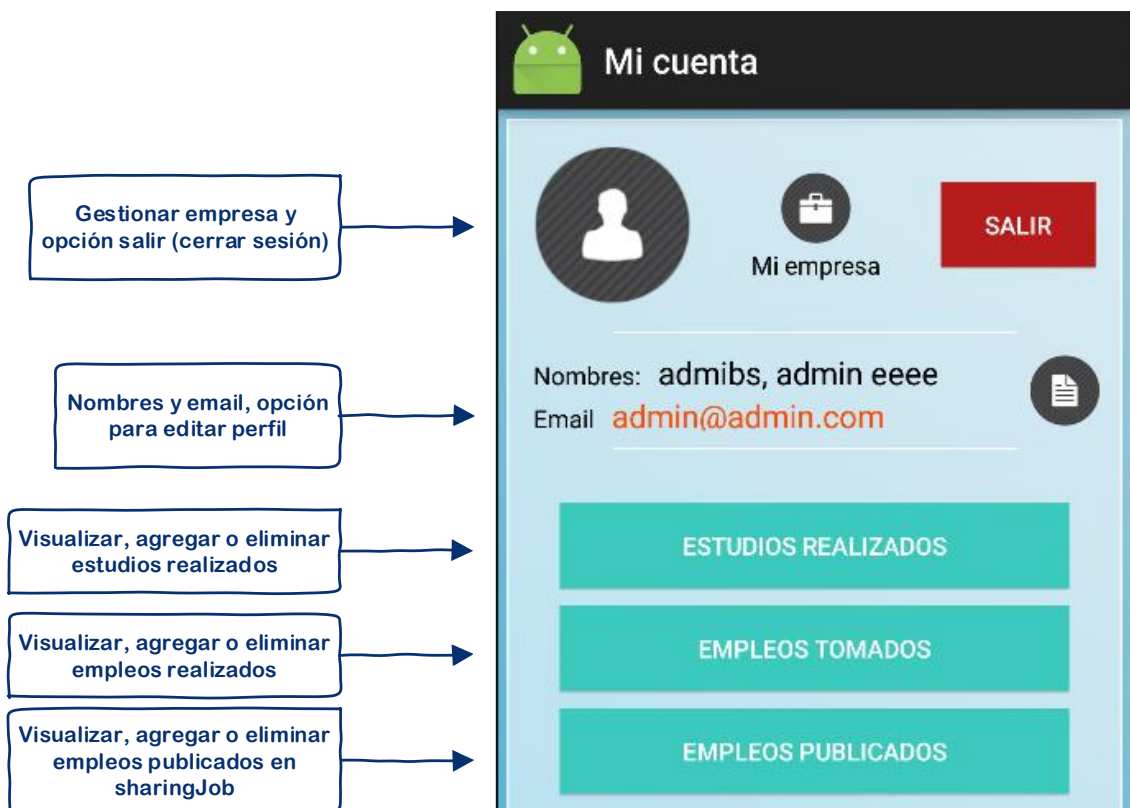 Mi cuenta
Gestionar empresa y
opción salir (cerrar sesión)
SALIR
Mi empresa
Nombres y email, opción
para editar perfil
Nombres: admibs, admin eeee
Email admin@admin.com
Visualizar, agregar o eliminar
estudios realizados
ESTUDIOS REALIZADOS
Visualizar, agregar o eliminar
empleos realizados
EMPLEOS TOMADOS
Visualizar, agregar o eliminar
empleos publicados en
sharingJob
EMPLEOS PUBLICADOS